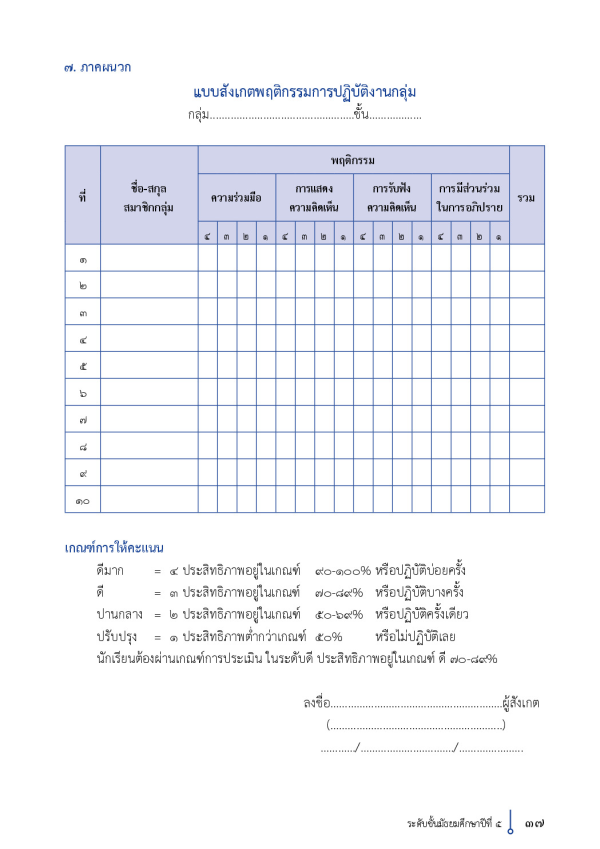 ๗. ภาคผนวก
แบบสังเกตพฤติกรรมการปฏิบัติงานกลุ่ม
กลุ่ม................................................ชั้น..................
ที่ ชื่อ-สกุล สมาชิกกลุ่ม พฤติกรรม รวม
ความร่วมมือ การแสดงความคิดเห็น การรับฟังความคิดเห็น การมีส่วนร่วมในการอภิปราย
๔ ๓ ๒ ๑ ๔ ๓ ๒ ๑ ๔ ๓ ๒ ๑ ๔ ๓ ๒ ๑
๑
๒
๓
๔
๕
๖
๗
๘
๙
๑๐
เกณฑ์การให้คะแนน
ดีมาก = ๔ ประสิทธิภาพอยู่ในเกณฑ์ ๙๐-๑๐๐% หรือปฏิบัติบ่อยครั้ง
ดี = ๓ ประสิทธิภาพอยู่ในเกณฑ์ ๗๐-๘๙% หรือปฏิบัติบางครั้ง
ปานกลาง = ๒ ประสิทธิภาพอยู่ในเกณฑ์ ๕๐-๖๙% หรือปฏิบัติครั้งเดียว
ปรับปรุง = ๑ ประสิทธิภาพต่ำกว่าเกณฑ์ ๕๐% หรือไม่ปฏิบัติเลย
นักเรียนต้องผ่านเกณฑ์การประเมิน ในระดับดี ประสิทธิภาพอยู่ในเกณฑ์ ดี ๗๐-๘๙%
ลงชื่อ...........................................................ผู้สังเกต
(...........................................................)
............/................................/......................
ระดับชั้นมัธยมศึกษาปีที่ ๕ ๓๗